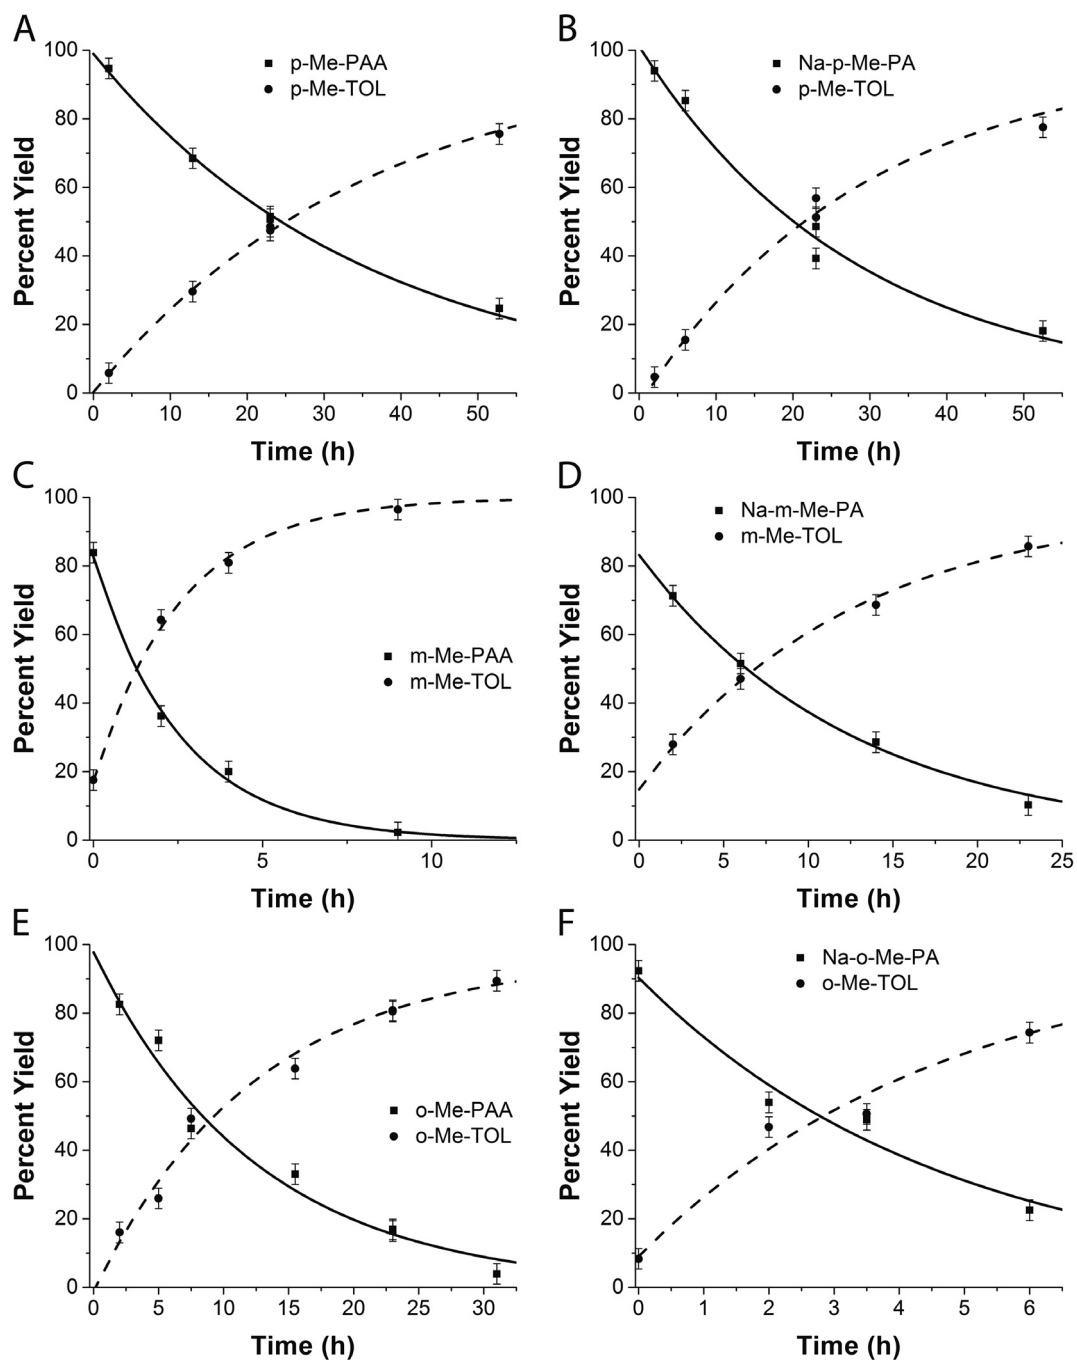 A
B
100
80
60
40
20
0
Percent Yield
p-Me-PAA
p-Me-TOL
0 10 20 30 40 50
Time (h)
100
80
60
40
20
0
Percent Yield
Na-p-Me-PA
p-Me-TOL
0 10 20 30 40 50
Time (h)
C
D
100
80
60
40
20
0
Percent Yield
m-Me-PAA
m-Me-TOL
0 5 10
Time (h)
100
80
60
40
20
0
Percent Yield
Na-m-Me-PA
m-Me-TOL
0 5 10 15 20 25
Time (h)
E
F
100
80
60
40
20
0
Percent Yield
o-Me-PAA
o-Me-TOL
0 5 10 15 20 25 30
Time (h)
100
80
60
40
20
0
Percent Yield
Na-o-Me-PA
o-Me-TOL
0 1 2 3 4 5 6
Time (h)